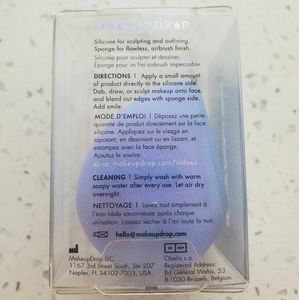 MAKEUPDROP
Silicone for sculpting and outlining.
Sponge for flawless, airbrush finish.
Silicone pour sculpter et dessiner.
Éponge pour un fini airbrush impeccable.
DIRECTIONS | Apply a small amount
of product directly to the silicone side.
Dab, draw, or sculpt makeup onto face,
and blend out edges with sponge side.
Add smile.
MODE D'EMPLOI | Déposez une petite
quantité de produit directement sur la face
silicone. Appliquez sur le visage en
tapotant, en dessinant ou en lissant, et
estompez avec la face éponge.
Ajoutez le sourire.
makeupdrop.com/videos
CLEANING | Simply wash with warm
soapy water after every use. Let air dry
overnight.
NETTOYAGE | Lavez tout simplement à
l'eau tiède savonneuse après chaque
utilisation. Laissez sécher à l'air toute la nuit.
hello@makeupdrop.com
MakeupDrop LLC
1167 Third Street South, Ste 207
Naples, FL 34102-7003, USA
Obelis s.a.
Registered Address:
Bd Général Wahis, 53
B-1030 Brussels, Belgium